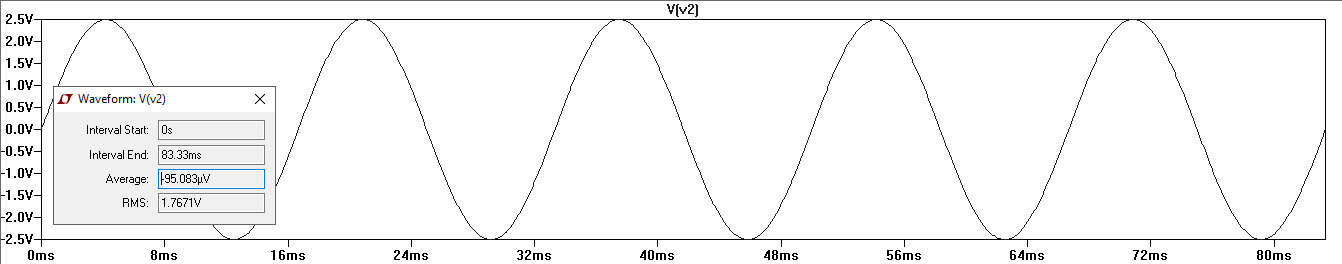 V(v2)
2.5V
2.0V
1.5V
1.0V
0.5V
0.0V
-0.5V
-1.0V
-1.5V
-2.0V
-2.5V
Waveform: V(v2)
Interval Start: 0s
Interval End: 83.33ms
Average: -95.083µV
RMS: 1.7671V
0ms 8ms 16ms 24ms 32ms 40ms 48ms 56ms 64ms 72ms 80ms